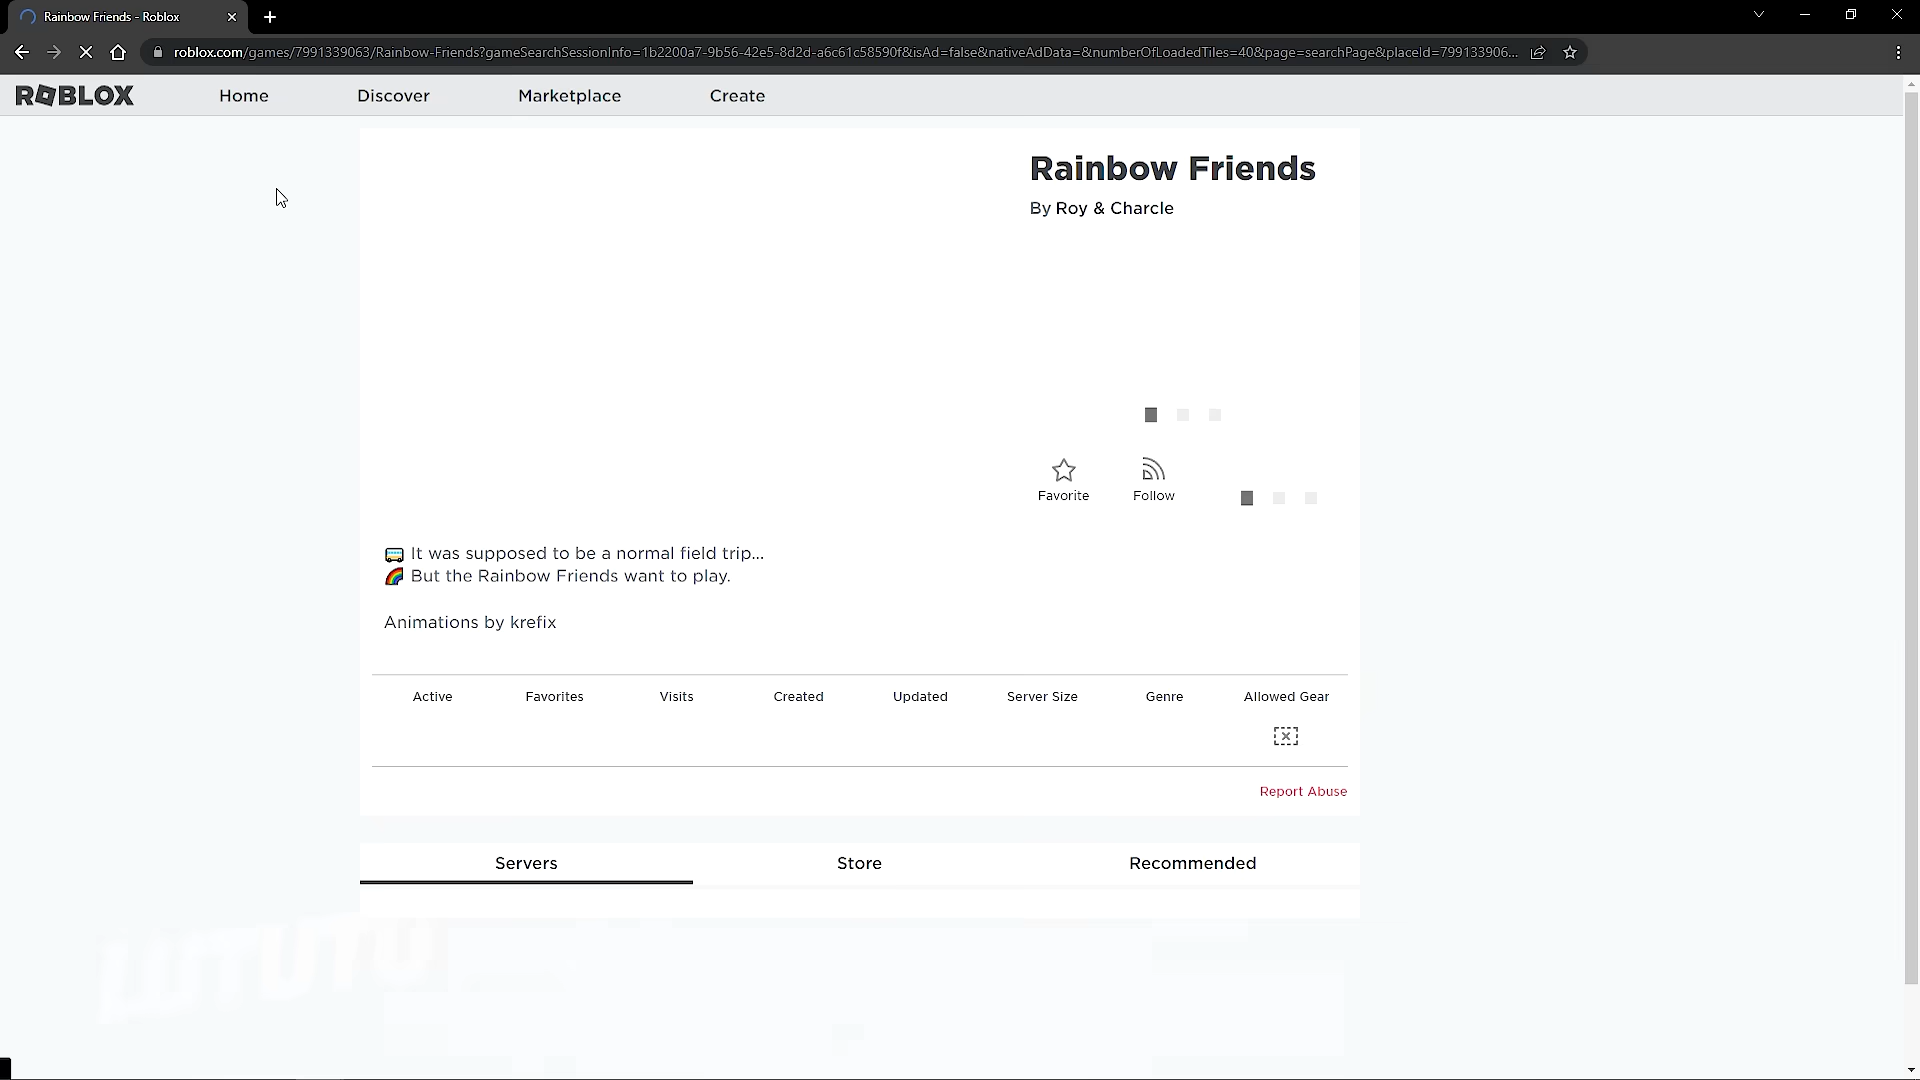 Rainbow Friends - Roblox
roblox.com/games/7991339063/Rainbow-Friends?gameSearchSessionInfo=1b2200a7-9b56-42e5-8d2d-a6c61c58590f&isAd=false&nativeAdData=&numberOfLoadedTiles=40&page=searchPage&placeId=799133906...
ROBLOX Home Discover Marketplace Create
Rainbow Friends
By Roy & Charcle
Favorite Follow
🚌 It was supposed to be a normal field trip...
🌈 But the Rainbow Friends want to play.
Animations by krefix
Active Favorites Visits Created Updated Server Size Genre Allowed Gear
Report Abuse
Servers Store Recommended
LUTUTU